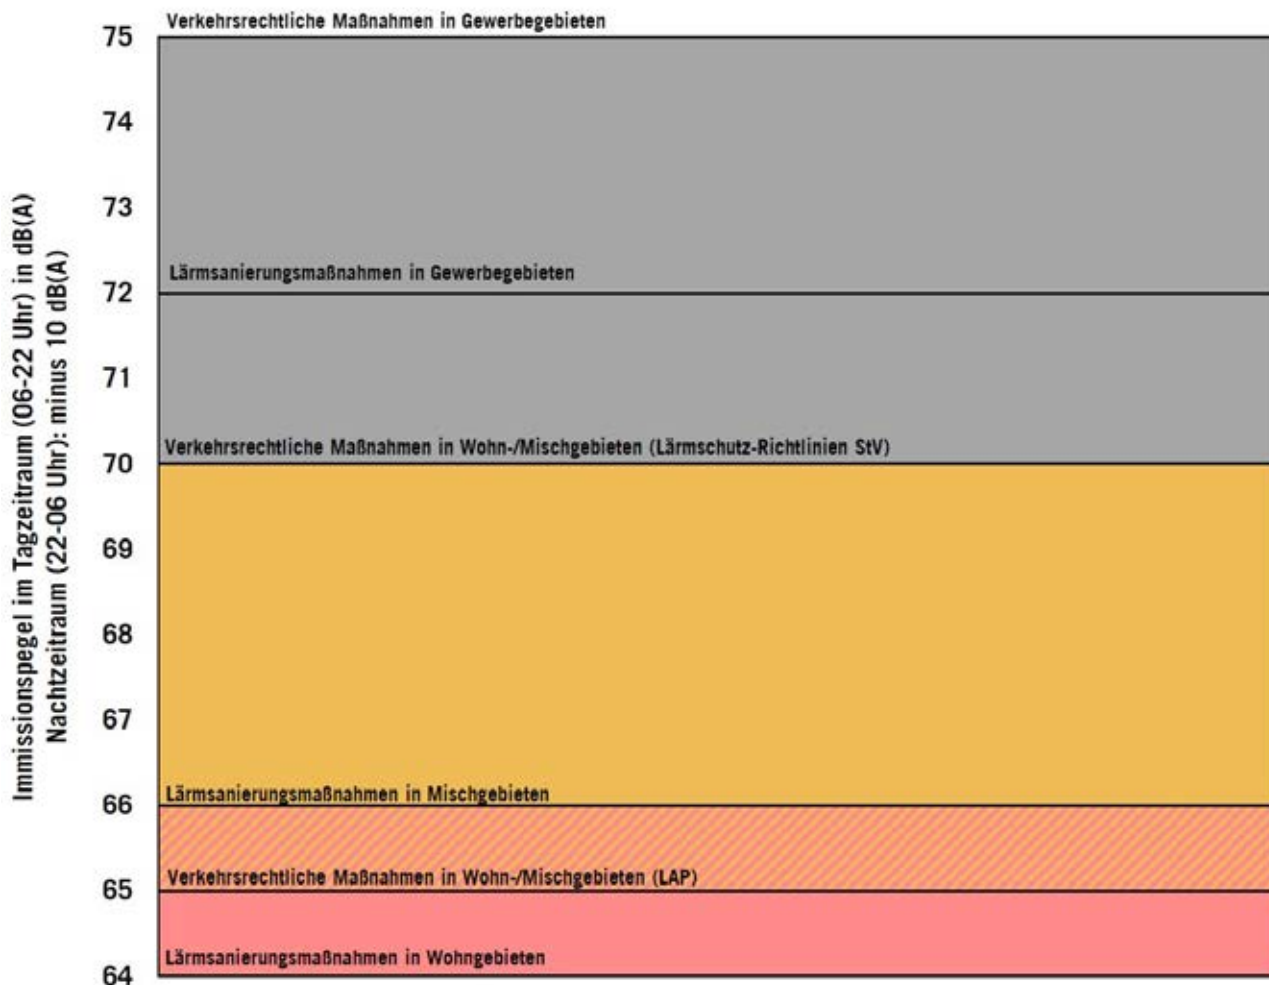 Verkehrsrechtliche Maßnahmen in Gewerbegebieten
75
74
73
Lärmsanierungsmaßnahmen in Gewerbegebieten
72
71
Verkehrsrechtliche Maßnahmen in Wohn-/Mischgebieten (Lärmschutz-Richtlinien StV)
70
69
68
67
Lärmsanierungsmaßnahmen in Mischgebieten
66
Verkehrsrechtliche Maßnahmen in Wohn-/Mischgebieten (LAP)
65
Lärmsanierungsmaßnahmen in Wohngebieten
64
Immissionspegel im Tagzeitraum (06-22 Uhr) in dB(A)
Nachtzeitraum (22-06 Uhr): minus 10 dB(A)